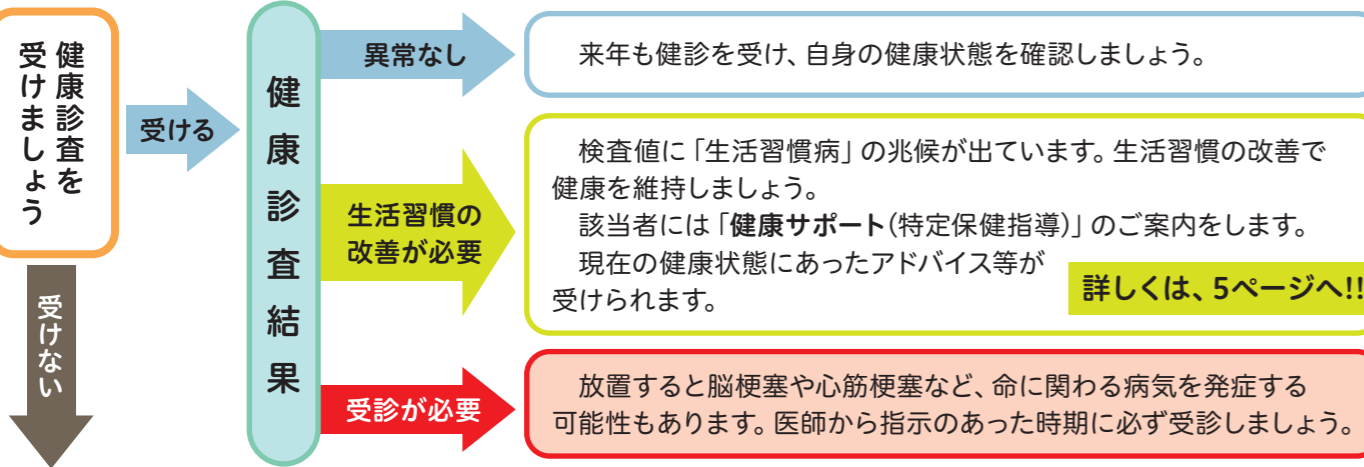 健康診査を
受けましょう
受ける
受けない
健康診査結果
異常なし
来年も健診を受け、自身の健康状態を確認しましょう。
生活習慣の
改善が必要
検査値に「生活習慣病」の兆候が出ています。生活習慣の改善で
健康を維持しましょう。
該当者には「健康サポート(特定保健指導)」のご案内をします。
現在の健康状態にあったアドバイス等が
受けられます。
詳しくは、5ページへ!!
受診が必要
放置すると脳梗塞や心筋梗塞など、命に関わる病気を発症する
可能性もあります。医師から指示のあった時期に必ず受診しましょう。